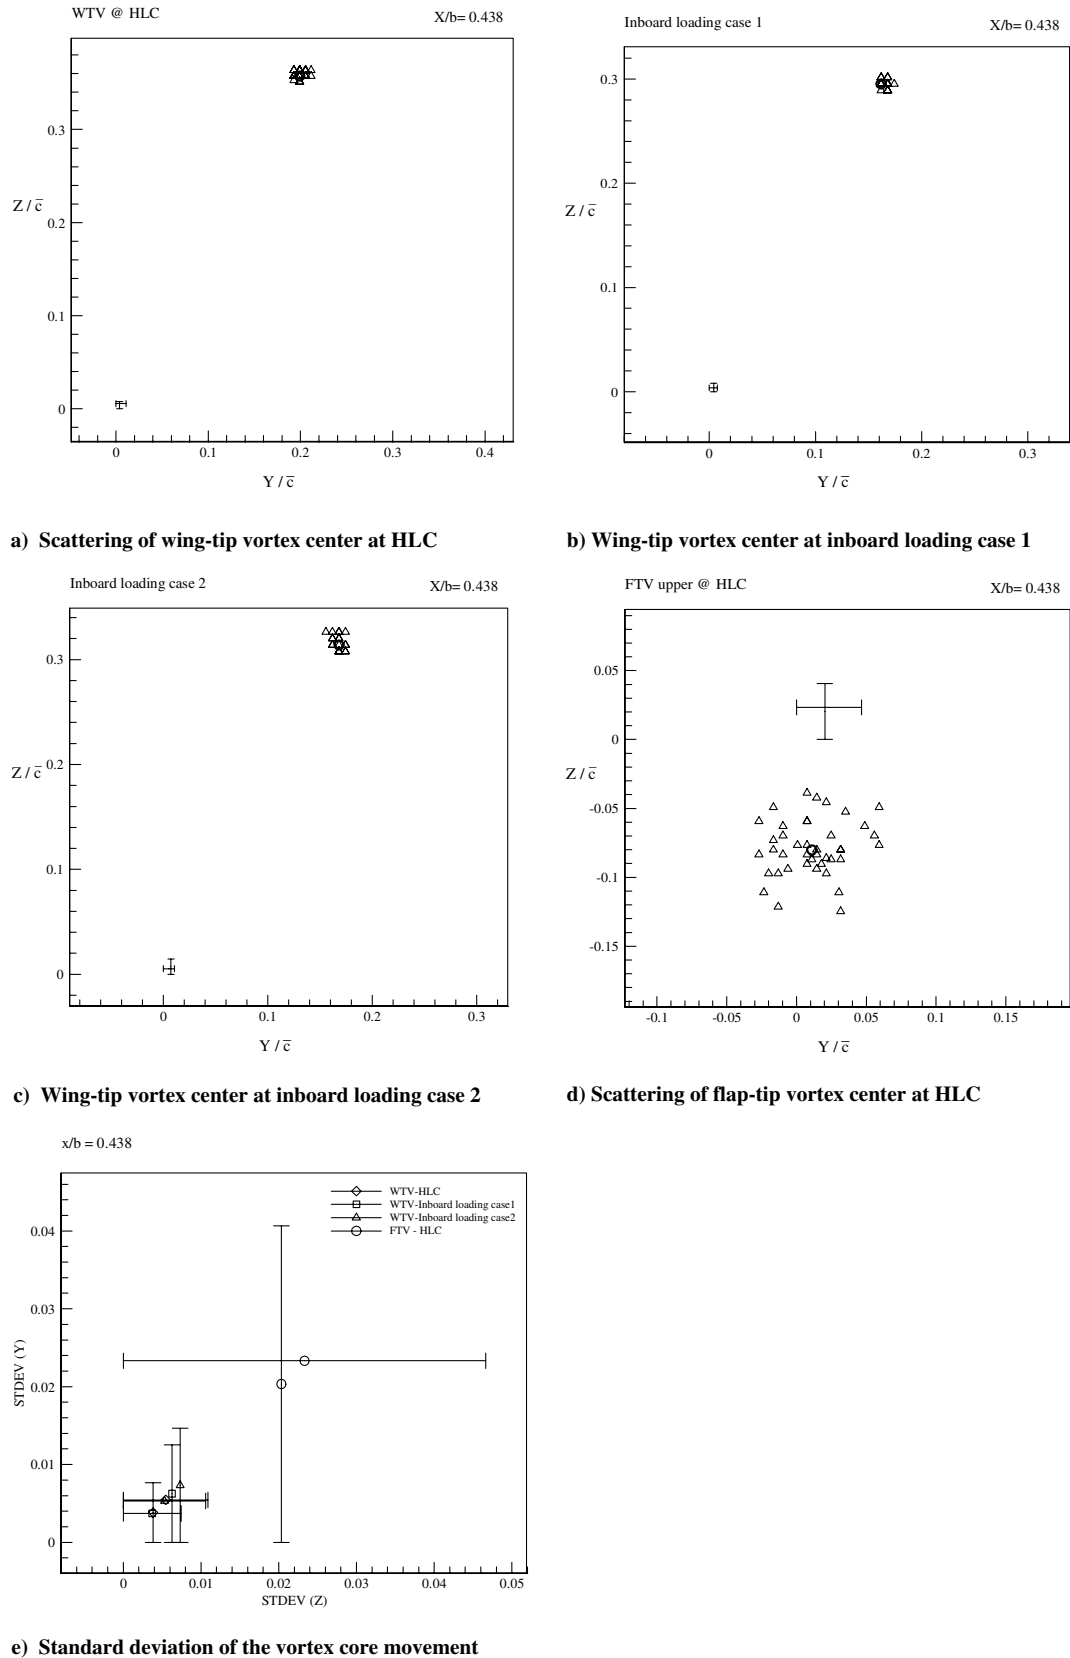 WTV @ HLC
X/b= 0.438
0.3
Z / c̅
0.2
0.1
0
0 0.1 0.2 0.3 0.4
Y / c̅
a) Scattering of wing-tip vortex center at HLC
Inboard loading case 1
X/b= 0.438
0.3
0.2
Z / c̅
0.1
0
0 0.1 0.2 0.3
Y / c̅
b) Wing-tip vortex center at inboard loading case 1
Inboard loading case 2
X/b= 0.438
0.3
Z / c̅ 0.2
0.1
0
0 0.1 0.2 0.3
Y / c̅
c) Wing-tip vortex center at inboard loading case 2
FTV upper @ HLC
X/b= 0.438
0.05
0
Z / c̅
-0.05
-0.1
-0.15
-0.1 -0.05 0 0.05 0.1 0.15
Y / c̅
d) Scattering of flap-tip vortex center at HLC
x/b = 0.438
WTV-HLC
WTV-Inboard loading case1
WTV-Inboard loading case2
FTV - HLC
0.04
0.03
STDEV (Y)
0.02
0.01
0
0 0.01 0.02 0.03 0.04 0.05
STDEV (Z)
e) Standard deviation of the vortex core movement